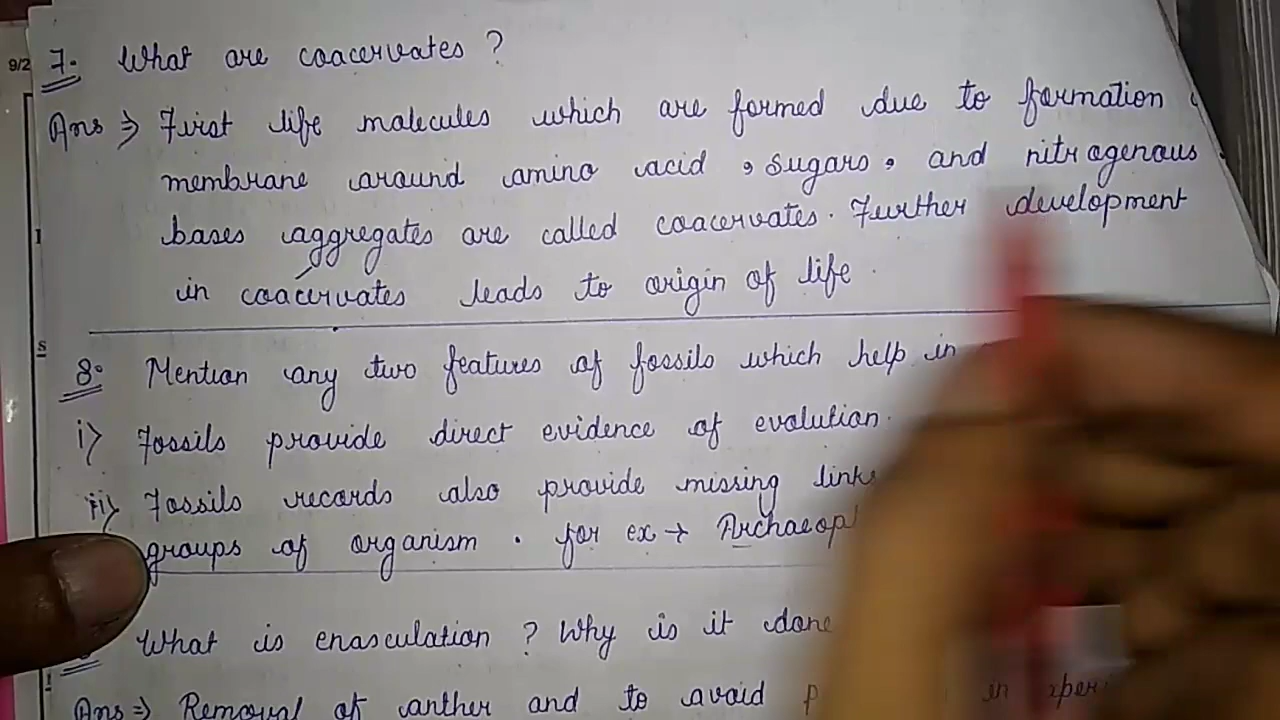 9/2
7. What are coacervates ?
Ans ⇒ First life molecules which are formed due to formation
membrane around amino acid , sugars , and nitrogenous
bases aggregates are called coacervates. Further development
in coacervates leads to origin of life .
8. Mention any two features of fossils which help in
i) Fossils provide direct evidence of evolution.
ii) Fossils records also provide missing links
groups of organism . for ex →
What is enasculation ? Why is it done
Ans ⇒ Removal of anther and to avoid in